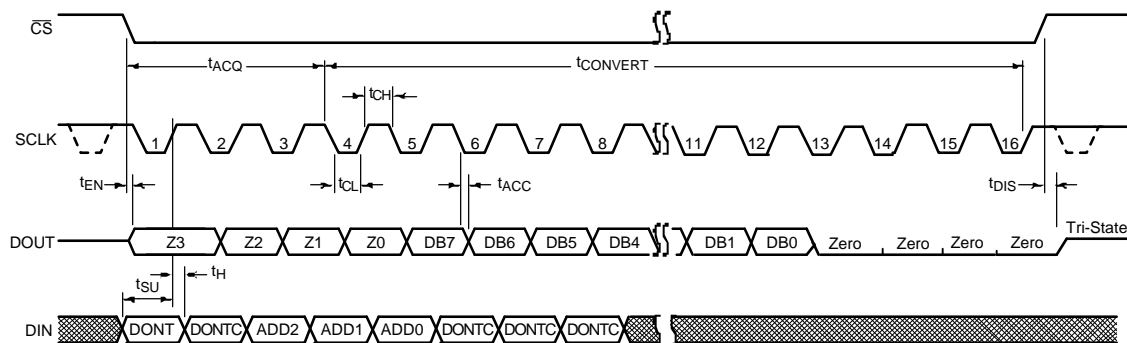 CS
tACQ
tCONVERT
tCH
SCLK
1 2 3 4 5 6 7 8 11 12 13 14 15 16
tEN
tCL
tACC
tDIS
DOUT
Z3 Z2 Z1 Z0 DB7 DB6 DB5 DB4 DB1 DB0 Zero Zero Zero Zero
Tri-State
tSU
tH
DIN
DONT DONTC ADD2 ADD1 ADD0 DONTC DONTC DONTC